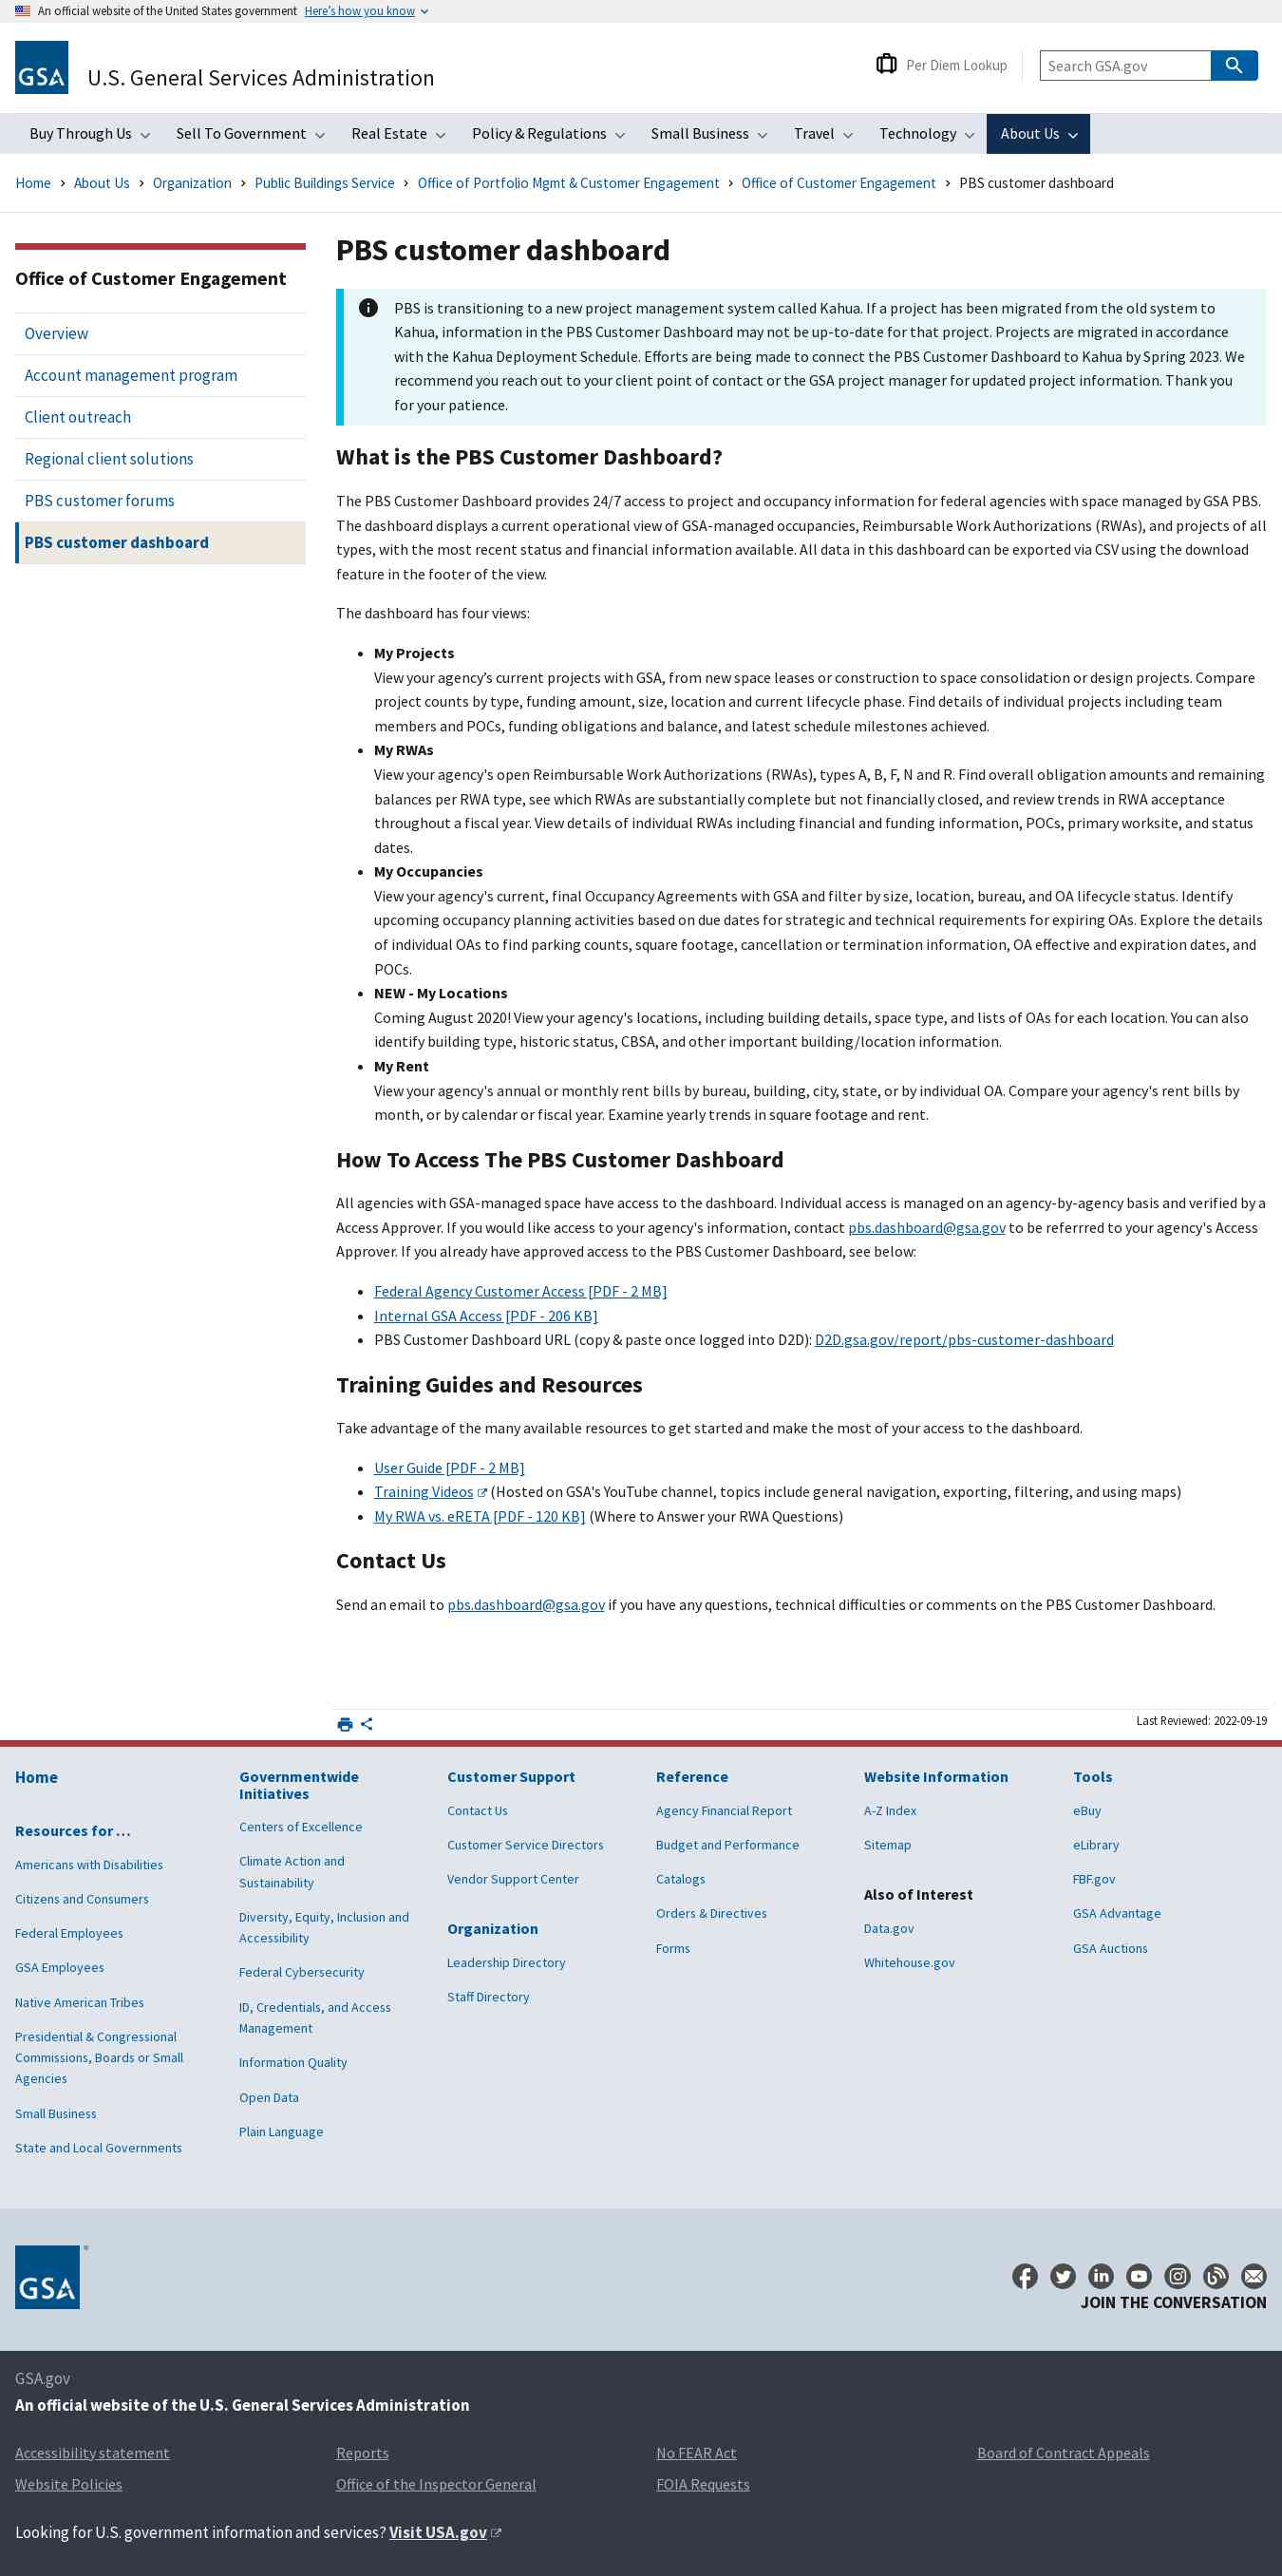 An official website of the United States government Here’s how you know
GSA
U.S. General Services Administration
Per Diem Lookup
Search GSA.gov
Buy Through Us
Sell To Government
Real Estate
Policy & Regulations
Small Business
Travel
Technology
About Us
Home › About Us › Organization › Public Buildings Service › Office of Portfolio Mgmt & Customer Engagement › Office of Customer Engagement › PBS customer dashboard
Office of Customer Engagement
Overview
Account management program
Client outreach
Regional client solutions
PBS customer forums
PBS customer dashboard
PBS customer dashboard
PBS is transitioning to a new project management system called Kahua. If a project has been migrated from the old system to
Kahua, information in the PBS Customer Dashboard may not be up-to-date for that project. Projects are migrated in accordance
with the Kahua Deployment Schedule. Efforts are being made to connect the PBS Customer Dashboard to Kahua by Spring 2023. We
recommend you reach out to your client point of contact or the GSA project manager for updated project information. Thank you
for your patience.
What is the PBS Customer Dashboard?
The PBS Customer Dashboard provides 24/7 access to project and occupancy information for federal agencies with space managed by GSA PBS.
The dashboard displays a current operational view of GSA-managed occupancies, Reimbursable Work Authorizations (RWAs), and projects of all
types, with the most recent status and financial information available. All data in this dashboard can be exported via CSV using the download
feature in the footer of the view.
The dashboard has four views:
• My Projects
View your agency’s current projects with GSA, from new space leases or construction to space consolidation or design projects. Compare
project counts by type, funding amount, size, location and current lifecycle phase. Find details of individual projects including team
members and POCs, funding obligations and balance, and latest schedule milestones achieved.
• My RWAs
View your agency's open Reimbursable Work Authorizations (RWAs), types A, B, F, N and R. Find overall obligation amounts and remaining
balances per RWA type, see which RWAs are substantially complete but not financially closed, and review trends in RWA acceptance
throughout a fiscal year. View details of individual RWAs including financial and funding information, POCs, primary worksite, and status
dates.
• My Occupancies
View your agency's current, final Occupancy Agreements with GSA and filter by size, location, bureau, and OA lifecycle status. Identify
upcoming occupancy planning activities based on due dates for strategic and technical requirements for expiring OAs. Explore the details
of individual OAs to find parking counts, square footage, cancellation or termination information, OA effective and expiration dates, and
POCs.
• NEW - My Locations
Coming August 2020! View your agency's locations, including building details, space type, and lists of OAs for each location. You can also
identify building type, historic status, CBSA, and other important building/location information.
• My Rent
View your agency's annual or monthly rent bills by bureau, building, city, state, or by individual OA. Compare your agency's rent bills by
month, or by calendar or fiscal year. Examine yearly trends in square footage and rent.
How To Access The PBS Customer Dashboard
All agencies with GSA-managed space have access to the dashboard. Individual access is managed on an agency-by-agency basis and verified by a
Access Approver. If you would like access to your agency's information, contact pbs.dashboard@gsa.gov to be referrred to your agency's Access
Approver. If you already have approved access to the PBS Customer Dashboard, see below:
• Federal Agency Customer Access [PDF - 2 MB]
• Internal GSA Access [PDF - 206 KB]
• PBS Customer Dashboard URL (copy & paste once logged into D2D): D2D.gsa.gov/report/pbs-customer-dashboard
Training Guides and Resources
Take advantage of the many available resources to get started and make the most of your access to the dashboard.
• User Guide [PDF - 2 MB]
• Training Videos (Hosted on GSA's YouTube channel, topics include general navigation, exporting, filtering, and using maps)
• My RWA vs. eRETA [PDF - 120 KB] (Where to Answer your RWA Questions)
Contact Us
Send an email to pbs.dashboard@gsa.gov if you have any questions, technical difficulties or comments on the PBS Customer Dashboard.
Last Reviewed: 2022-09-19
Home
Resources for …
Americans with Disabilities
Citizens and Consumers
Federal Employees
GSA Employees
Native American Tribes
Presidential & Congressional
Commissions, Boards or Small
Agencies
Small Business
State and Local Governments
Governmentwide
Initiatives
Centers of Excellence
Climate Action and
Sustainability
Diversity, Equity, Inclusion and
Accessibility
Federal Cybersecurity
ID, Credentials, and Access
Management
Information Quality
Open Data
Plain Language
Customer Support
Contact Us
Customer Service Directors
Vendor Support Center
Organization
Leadership Directory
Staff Directory
Reference
Agency Financial Report
Budget and Performance
Catalogs
Orders & Directives
Forms
Website Information
A-Z Index
Sitemap
Also of Interest
Data.gov
Whitehouse.gov
Tools
eBuy
eLibrary
FBF.gov
GSA Advantage
GSA Auctions
GSA ®
JOIN THE CONVERSATION
GSA.gov
An official website of the U.S. General Services Administration
Accessibility statement
Reports
No FEAR Act
Board of Contract Appeals
Website Policies
Office of the Inspector General
FOIA Requests
Looking for U.S. government information and services? Visit USA.gov